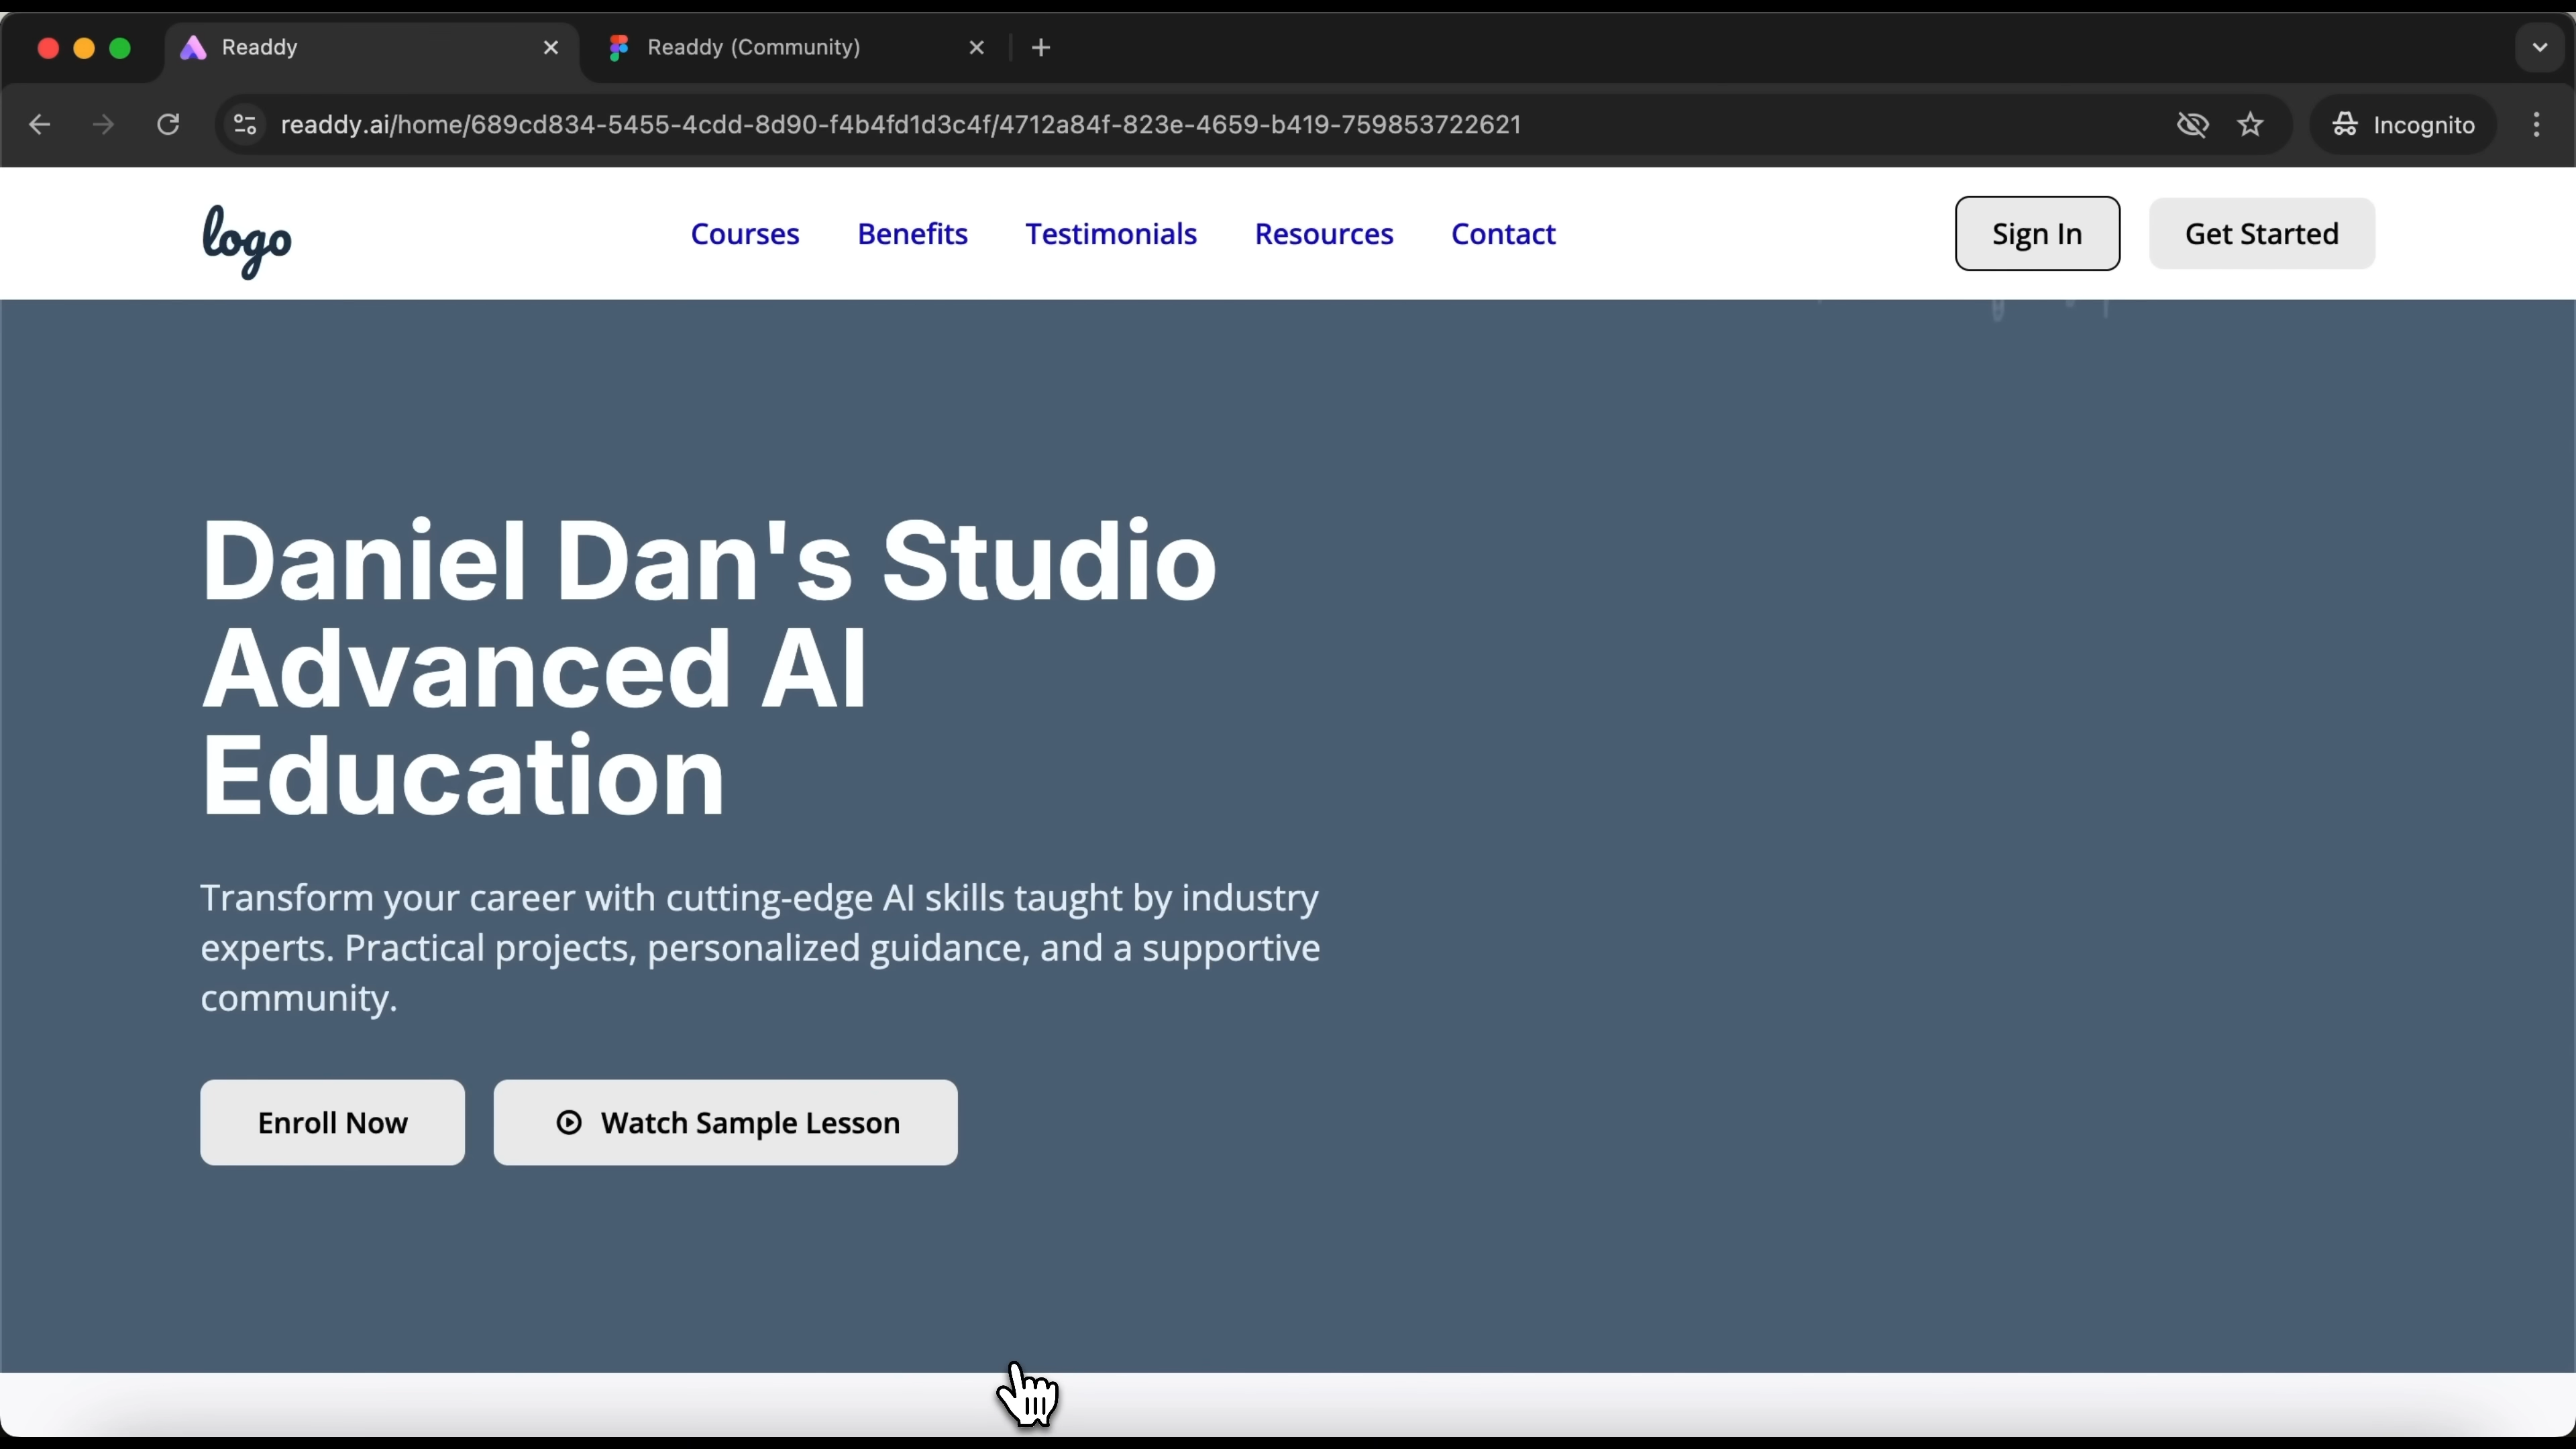 Readdy
Readdy (Community)
readdy.ai/home/689cd834-5455-4cdd-8d90-f4b4fd1d3c4f/4712a84f-823e-4659-b419-759853722621
Incognito
logo
Courses
Benefits
Testimonials
Resources
Contact
Sign In
Get Started
Daniel Dan's Studio
Advanced AI
Education
Transform your career with cutting-edge AI skills taught by industry
experts. Practical projects, personalized guidance, and a supportive
community.
Enroll Now
Watch Sample Lesson